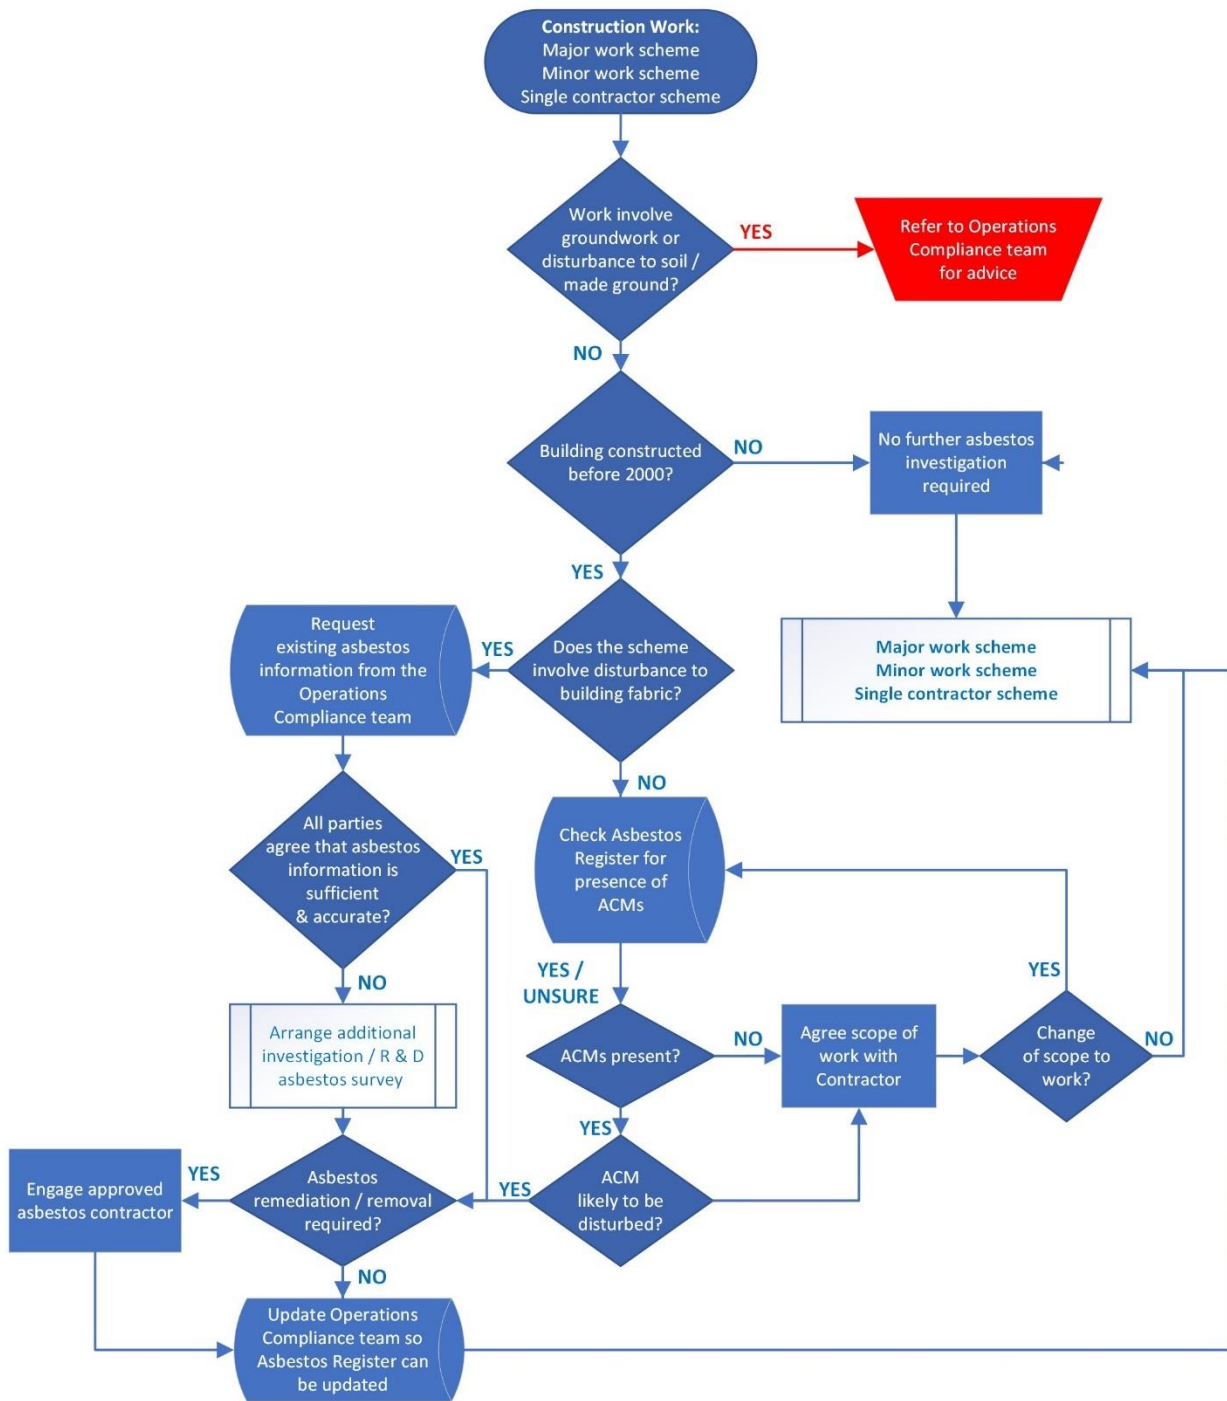 Construction Work:
Major work scheme
Minor work scheme
Single contractor scheme
Work involve
groundwork or
disturbance to soil /
made ground?
YES
Refer to Operations
Compliance team
for advice
NO
Building constructed
before 2000?
NO
No further asbestos
investigation
required
YES
Does the scheme
involve disturbance to
building fabric?
YES
Request
existing asbestos
information from the
Operations
Compliance team
Major work scheme
Minor work scheme
Single contractor scheme
NO
All parties
agree that asbestos
information is
sufficient
& accurate?
YES
Check Asbestos
Register for
presence of
ACMs
NO
YES /
UNSURE
Arrange additional
investigation / R & D
asbestos survey
ACMs present?
NO
Agree scope of
work with
Contractor
YES
Change
of scope to
work?
NO
YES
Engage approved
asbestos contractor
YES
Asbestos
remediation / removal
required?
YES
ACM
likely to be
disturbed?
NO
Update Operations
Compliance team so
Asbestos Register can
be updated